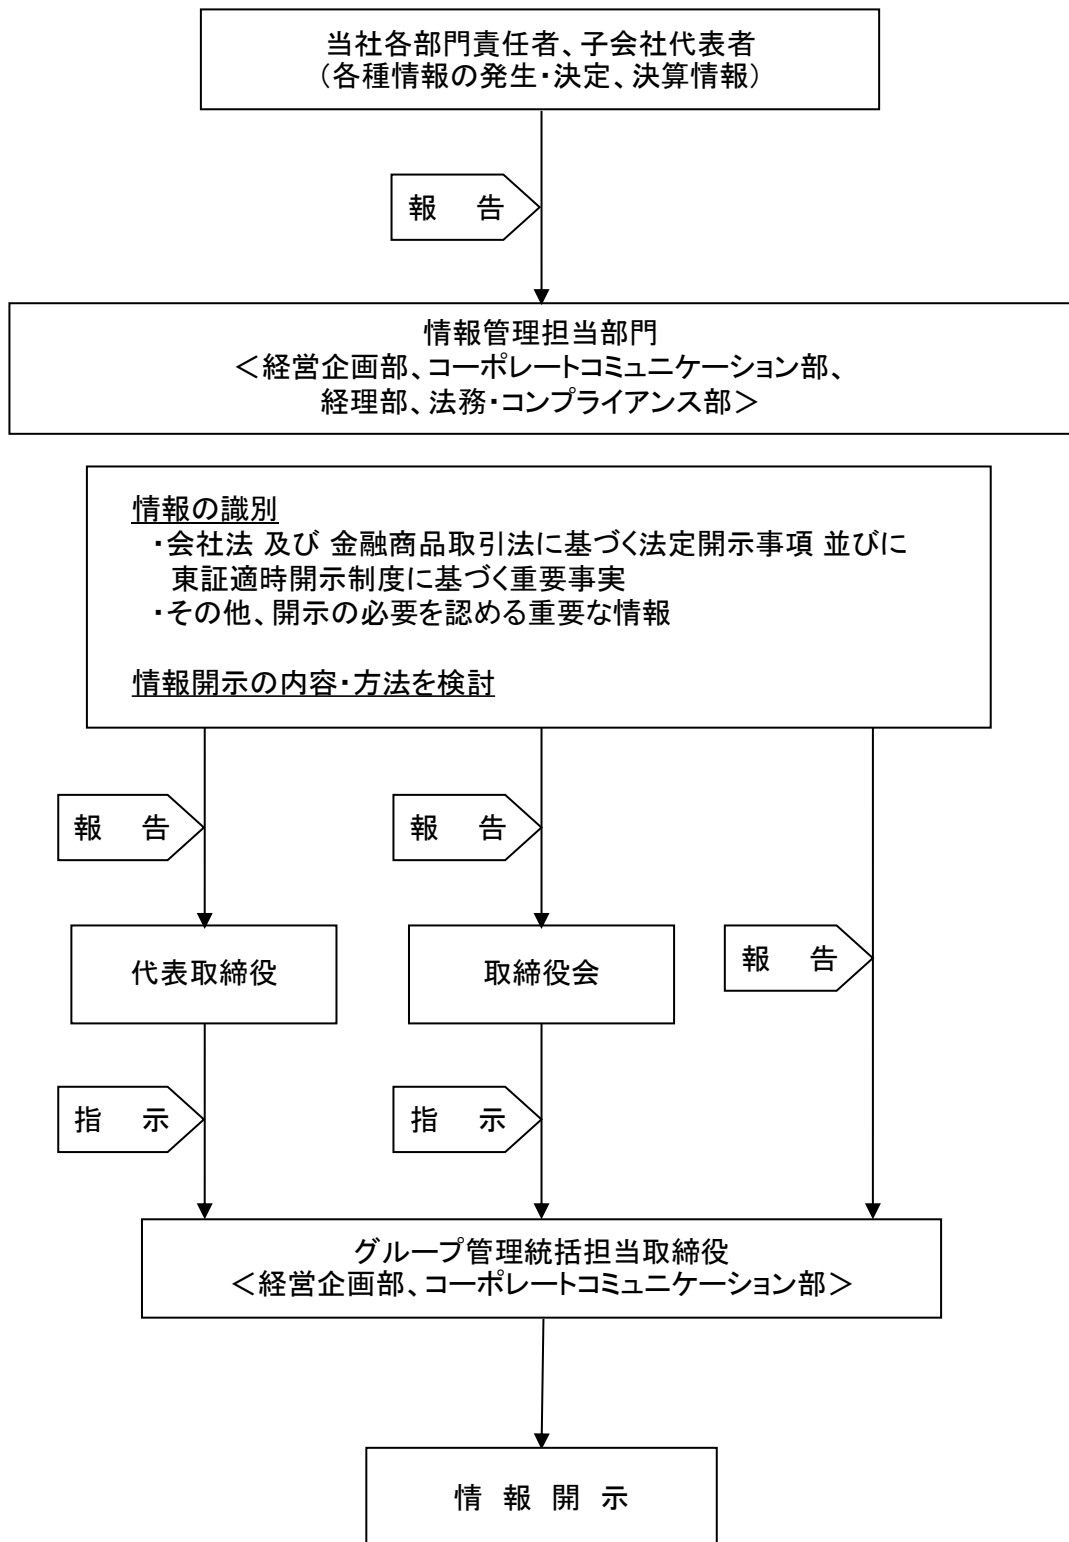 当社各部門責任者、子会社代表者
（各種情報の発生・決定、決算情報）
報　告
情報管理担当部門
＜経営企画部、コーポレートコミュニケーション部、
経理部、法務・コンプライアンス部＞
情報の識別
・会社法 及び 金融商品取引法に基づく法定開示事項 並びに
東証適時開示制度に基づく重要事実
・その他、開示の必要を認める重要な情報
情報開示の内容・方法を検討
報　告
報　告
代表取締役
取締役会
報　告
指　示
指　示
グループ管理統括担当取締役
＜経営企画部、コーポレートコミュニケーション部＞
情 報 開 示